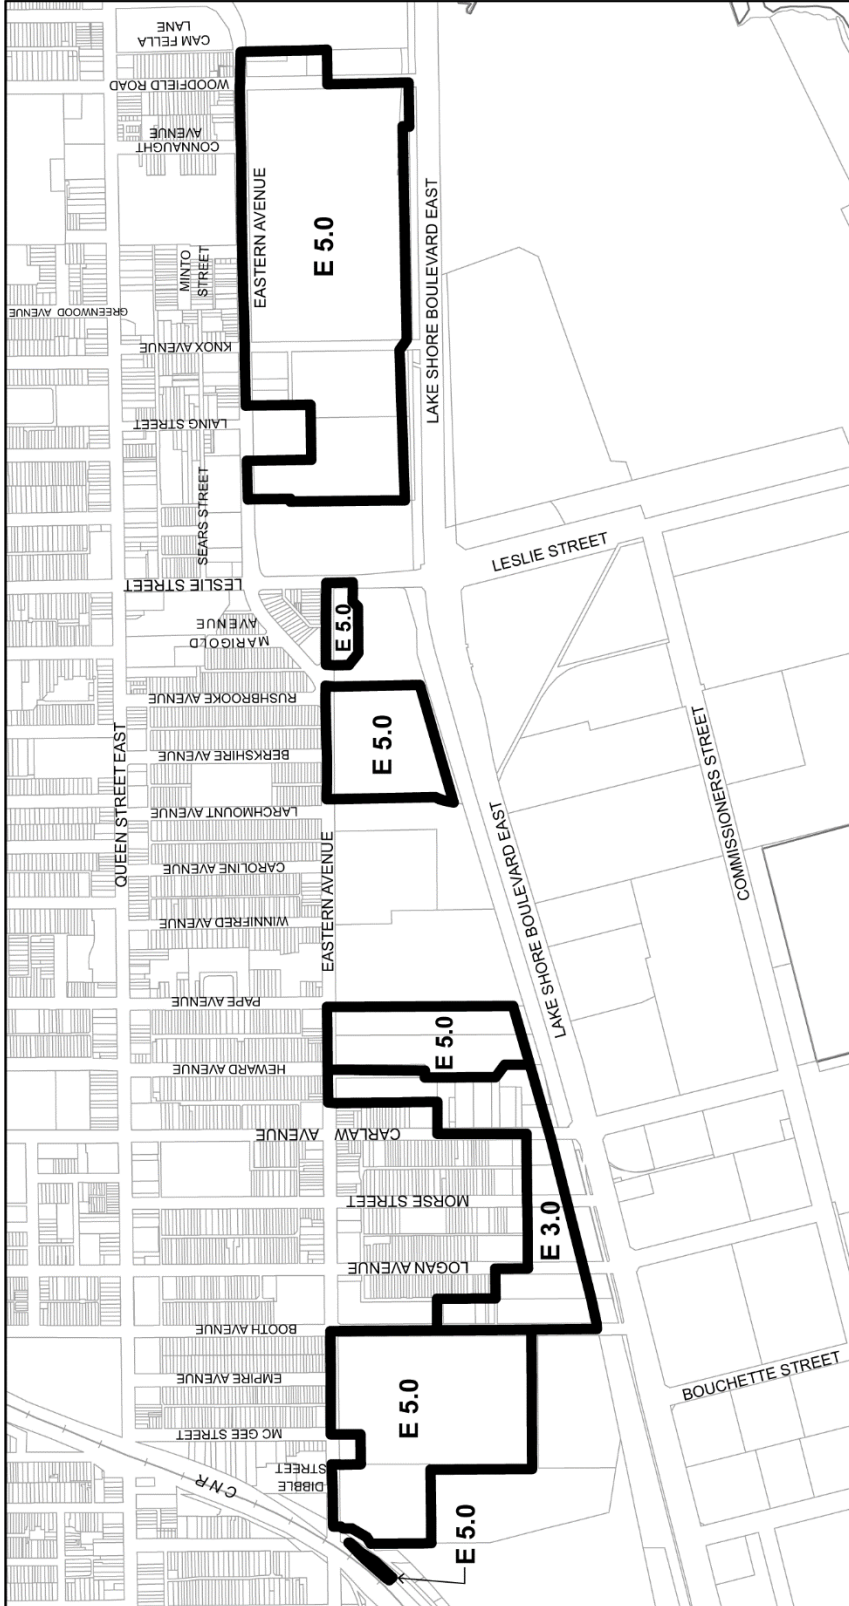 CAM FELLA
LANE
WOODFIELD ROAD
CONNAUGHT
AVENUE
EASTERN AVENUE
E 5.0
LAKE SHORE BOULEVARD EAST
MINTO
STREET
GREENWOOD AVENUE
KNOX AVENUE
LAING STREET
SEARS STREET
LESLIE STREET
LESLIE STREET
MARIGOLD
AVENUE
E 5.0
RUSHBROOKE AVENUE
BERKSHIRE AVENUE
E 5.0
QUEEN STREET EAST
LARCHMOUNT AVENUE
CAROLINE AVENUE
WINNIFRED AVENUE
EASTERN AVENUE
LAKE SHORE BOULEVARD EAST
COMMISSIONERS STREET
PAPE AVENUE
HEWARD AVENUE
E 5.0
CARLAW AVENUE
MORSE STREET
LOGAN AVENUE
E 3.0
BOOTH AVENUE
EMPIRE AVENUE
MC GEE STREET
E 5.0
BOUCHETTE STREET
DIBBLE
STREET
CNR
E 5.0